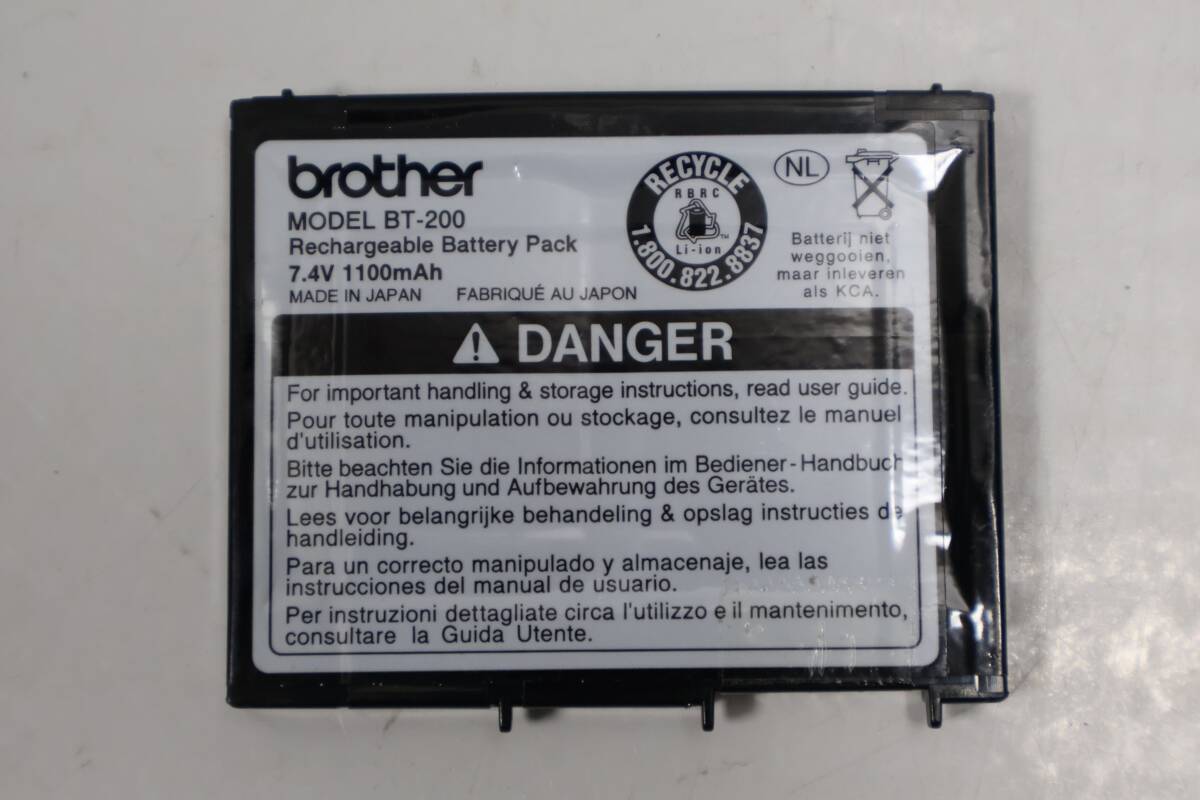 brother
MODEL BT-200
Rechargeable Battery Pack
7.4V 1100mAh
MADE IN JAPAN FABRIQUÉ AU JAPON
RECYCLE
RBRC
Li-ion
1.800.822.8837
NL
Batterij niet
weggooien,
maar inleveren
als KCA.
DANGER
For important handling & storage instructions, read user guide.
Pour toute manipulation ou stockage, consultez le manuel
d'utilisation.
Bitte beachten Sie die Informationen im Bediener-Handbuch
zur Handhabung und Aufbewahrung des Gerätes.
Lees voor belangrijke behandeling & opslag instructies de
handleiding.
Para un correcto manipulado y almacenaje, lea las
instrucciones del manual de usuario.
Per instruzioni dettagliate circa l'utilizzo e il mantenimento,
consultare la Guida Utente.